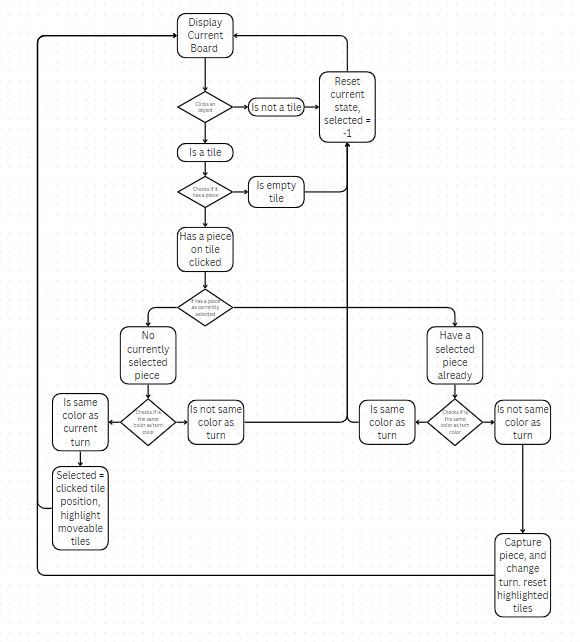 Display
Current
Board
Clicks an
object
Is not a tile
Reset
current
state,
selected =
-1
Is a tile
Checks if it
has a piece
Is empty
tile
Has a piece
on tile
clicked
if has a piece
as currently
selected
No
currently
selected
piece
Have a
selected
piece
already
Is same
color as
current
turn
Checks if is
the same
color as turn
color
Is not same
color as
turn
Is same
color as
turn
Checks if is
the same
color as turn
color
Is not same
color as
turn
Selected =
clicked tile
position,
highlight
moveable
tiles
Capture
piece, and
change
turn. reset
highlighted
tiles